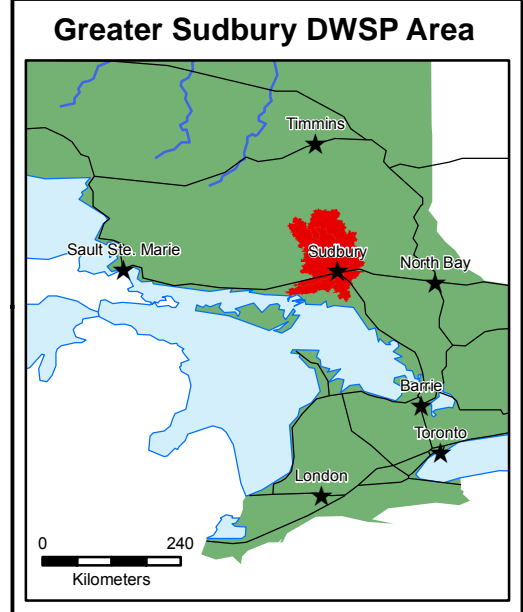 Greater Sudbury DWSP Area
Timmins
Sault Ste. Marie
Sudbury
North Bay
Barrie
Toronto
London
0 240
Kilometers